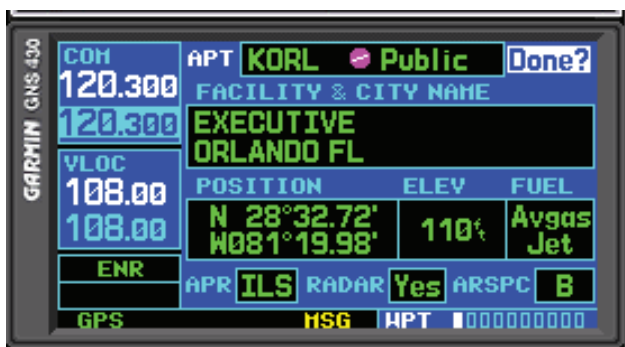 GARMIN GNS 430
COM
120.300
120.300
VLOC
108.00
108.00
ENR
GPS
APT KORL Public Done?
FACILITY & CITY NAME
EXECUTIVE
ORLANDO FL
POSITION ELEV FUEL
N 28°32.72' 110ft Avgas
W081°19.98' Jet
APR ILS RADAR Yes ARSPC B
MSG WPT